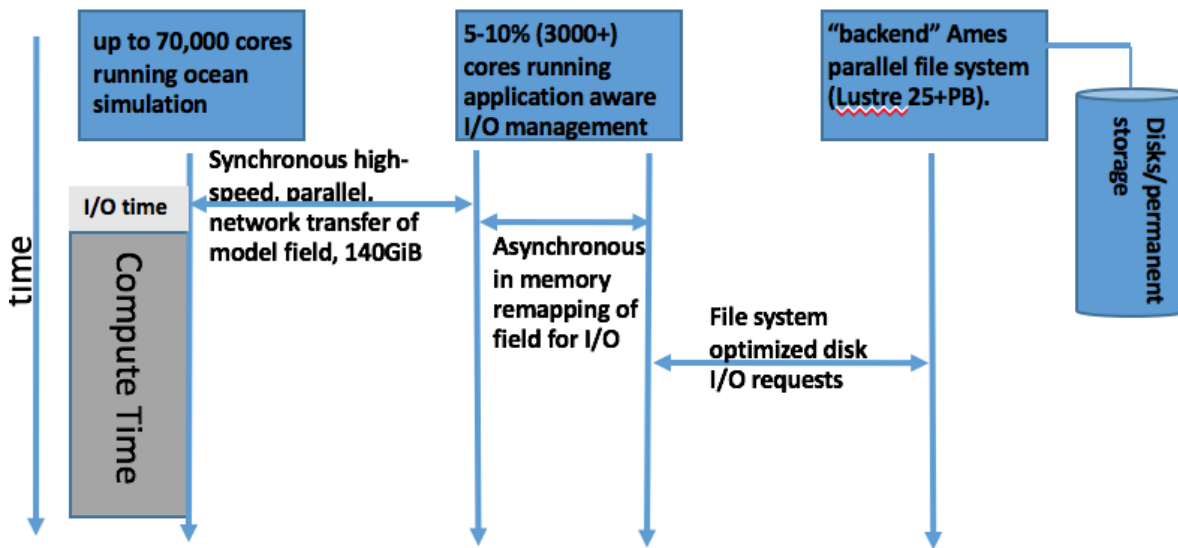 up to 70,000 cores
running ocean
simulation
5-10% (3000+)
cores running
application aware
I/O management
“backend” Ames
parallel file system
(Lustre 25+PB).
Disks/permanent
storage
time
I/O time
Compute Time
Synchronous high-
speed, parallel,
network transfer of
model field, 140GiB
Asynchronous
in memory
remapping of
field for I/O
File system
optimized disk
I/O requests